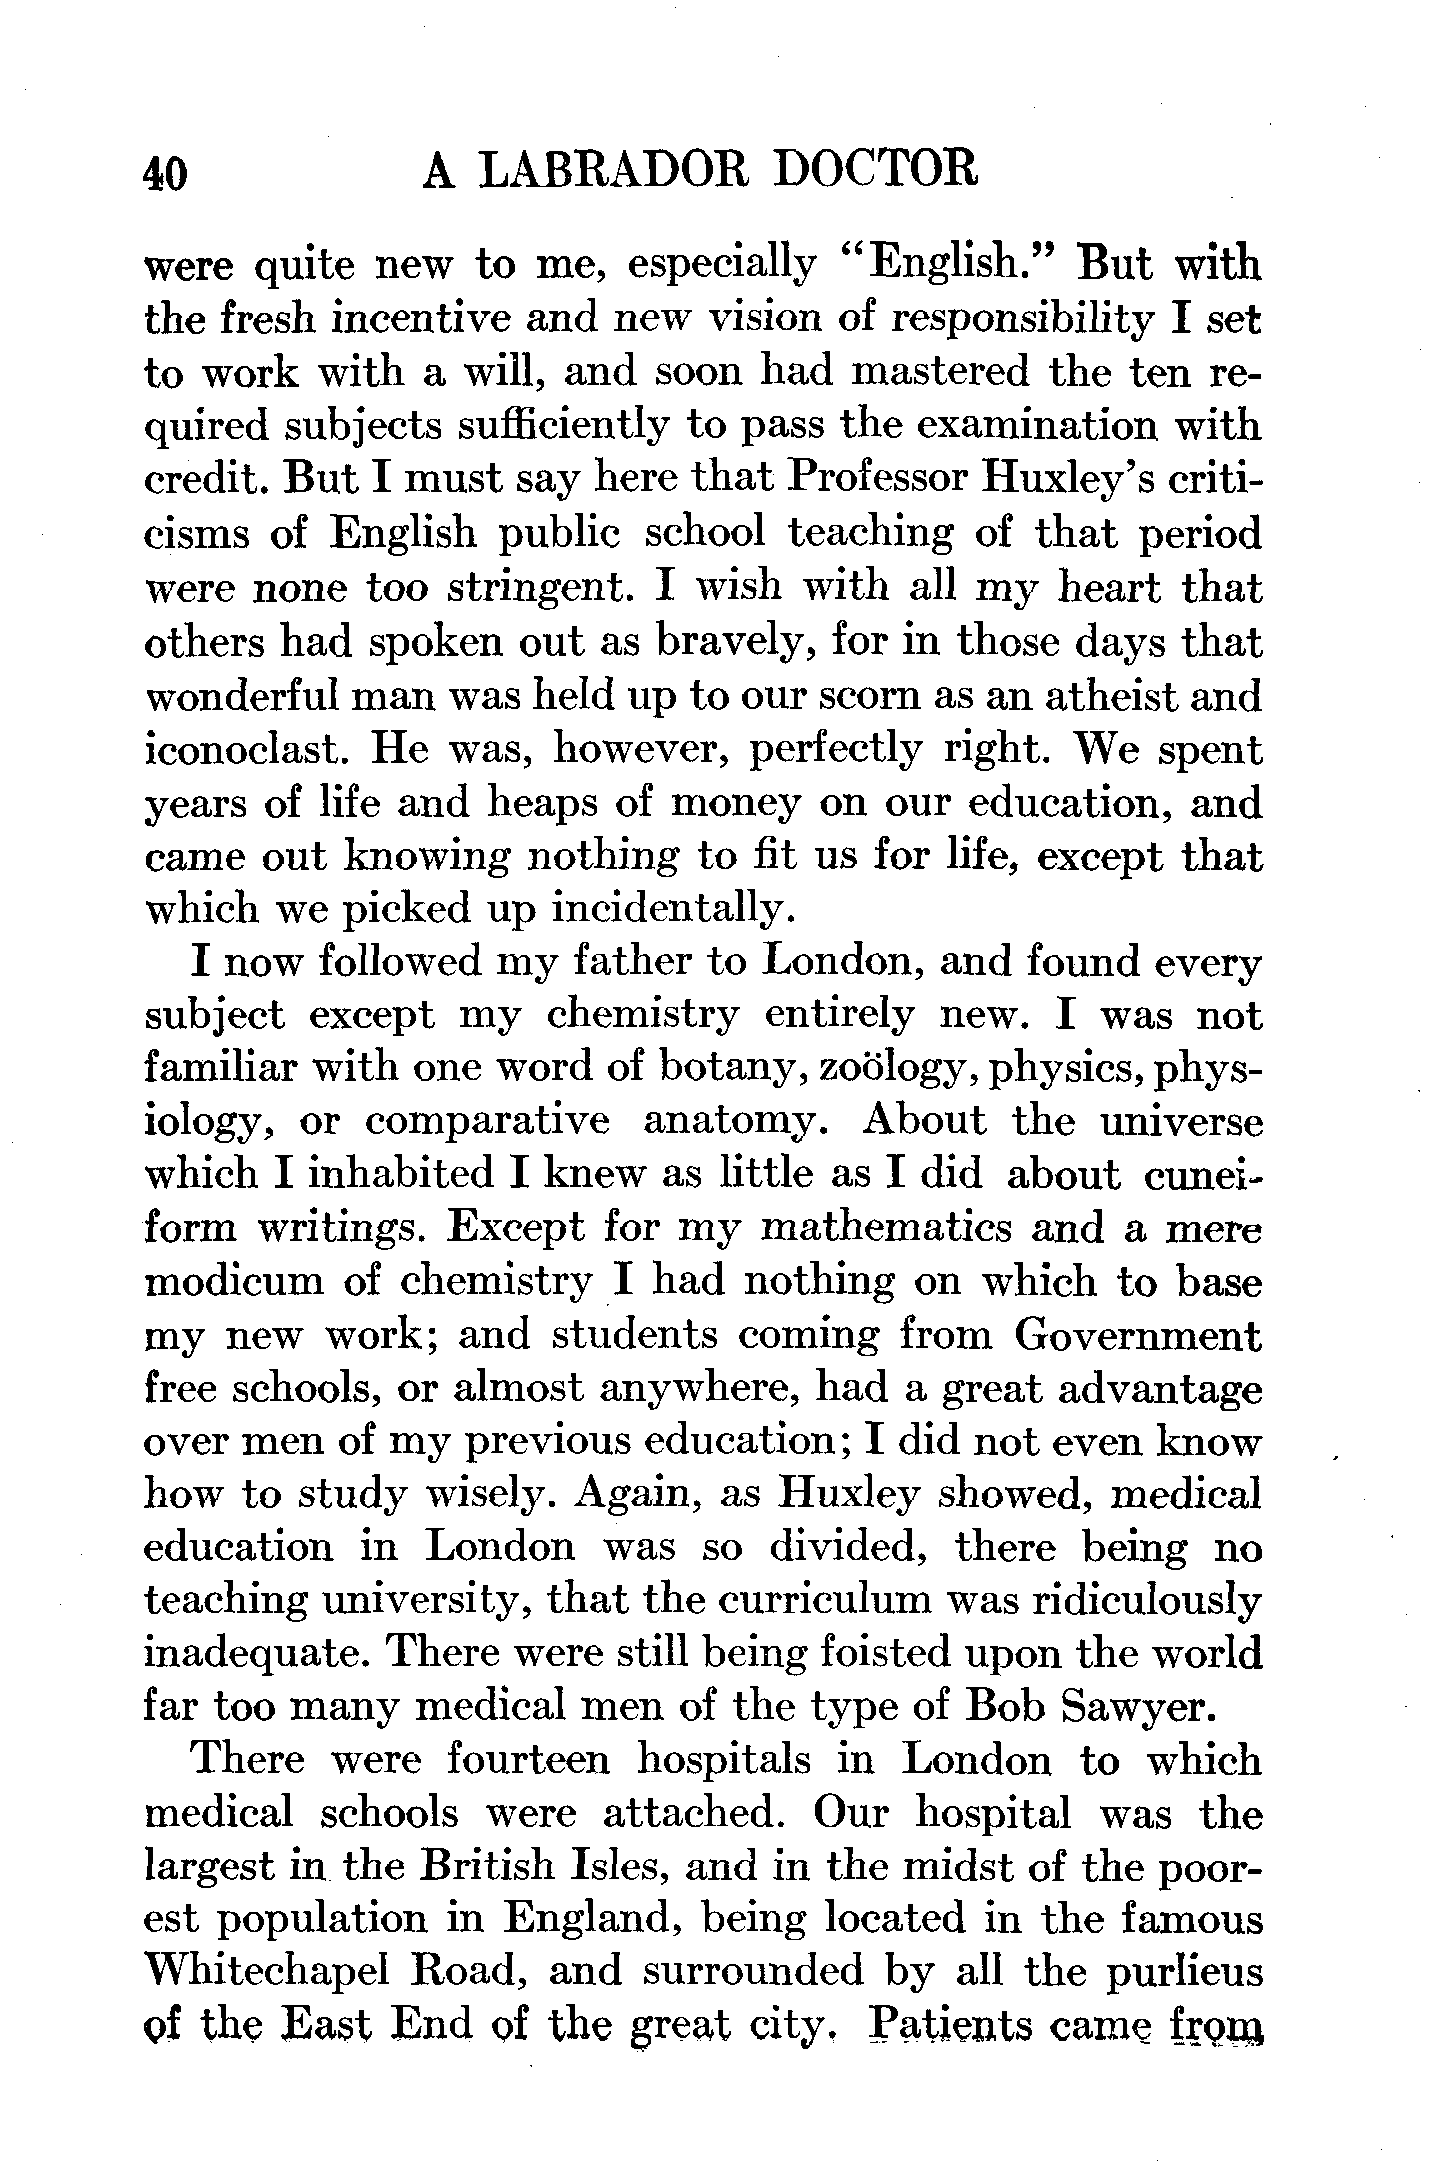 40 A LABRADOR DOCTOR
were quite new to me, especially “English.” But with
the fresh incentive and new vision of responsibility I set
to work with a will, and soon had mastered the ten re-
quired subjects sufficiently to pass the examination with
credit. But I must say here that Professor Huxley’s criti-
cisms of English public school teaching of that period
were none too stringent. I wish with all my heart that
others had spoken out as bravely, for in those days that
wonderful man was held up to our scorn as an atheist and
iconoclast. He was, however, perfectly right. We spent
years of life and heaps of money on our education, and
came out knowing nothing to fit us for life, except that
which we picked up incidentally.
I now followed my father to London, and found every
subject except my chemistry entirely new. I was not
familiar with one word of botany, zoölogy, physics, phys-
iology, or comparative anatomy. About the universe
which I inhabited I knew as little as I did about cunei-
form writings. Except for my mathematics and a mere
modicum of chemistry I had nothing on which to base
my new work; and students coming from Government
free schools, or almost anywhere, had a great advantage
over men of my previous education; I did not even know
how to study wisely. Again, as Huxley showed, medical
education in London was so divided, there being no
teaching university, that the curriculum was ridiculously
inadequate. There were still being foisted upon the world
far too many medical men of the type of Bob Sawyer.
There were fourteen hospitals in London to which
medical schools were attached. Our hospital was the
largest in the British Isles, and in the midst of the poor-
est population in England, being located in the famous
Whitechapel Road, and surrounded by all the purlieus
of the East End of the great city. Patients came from